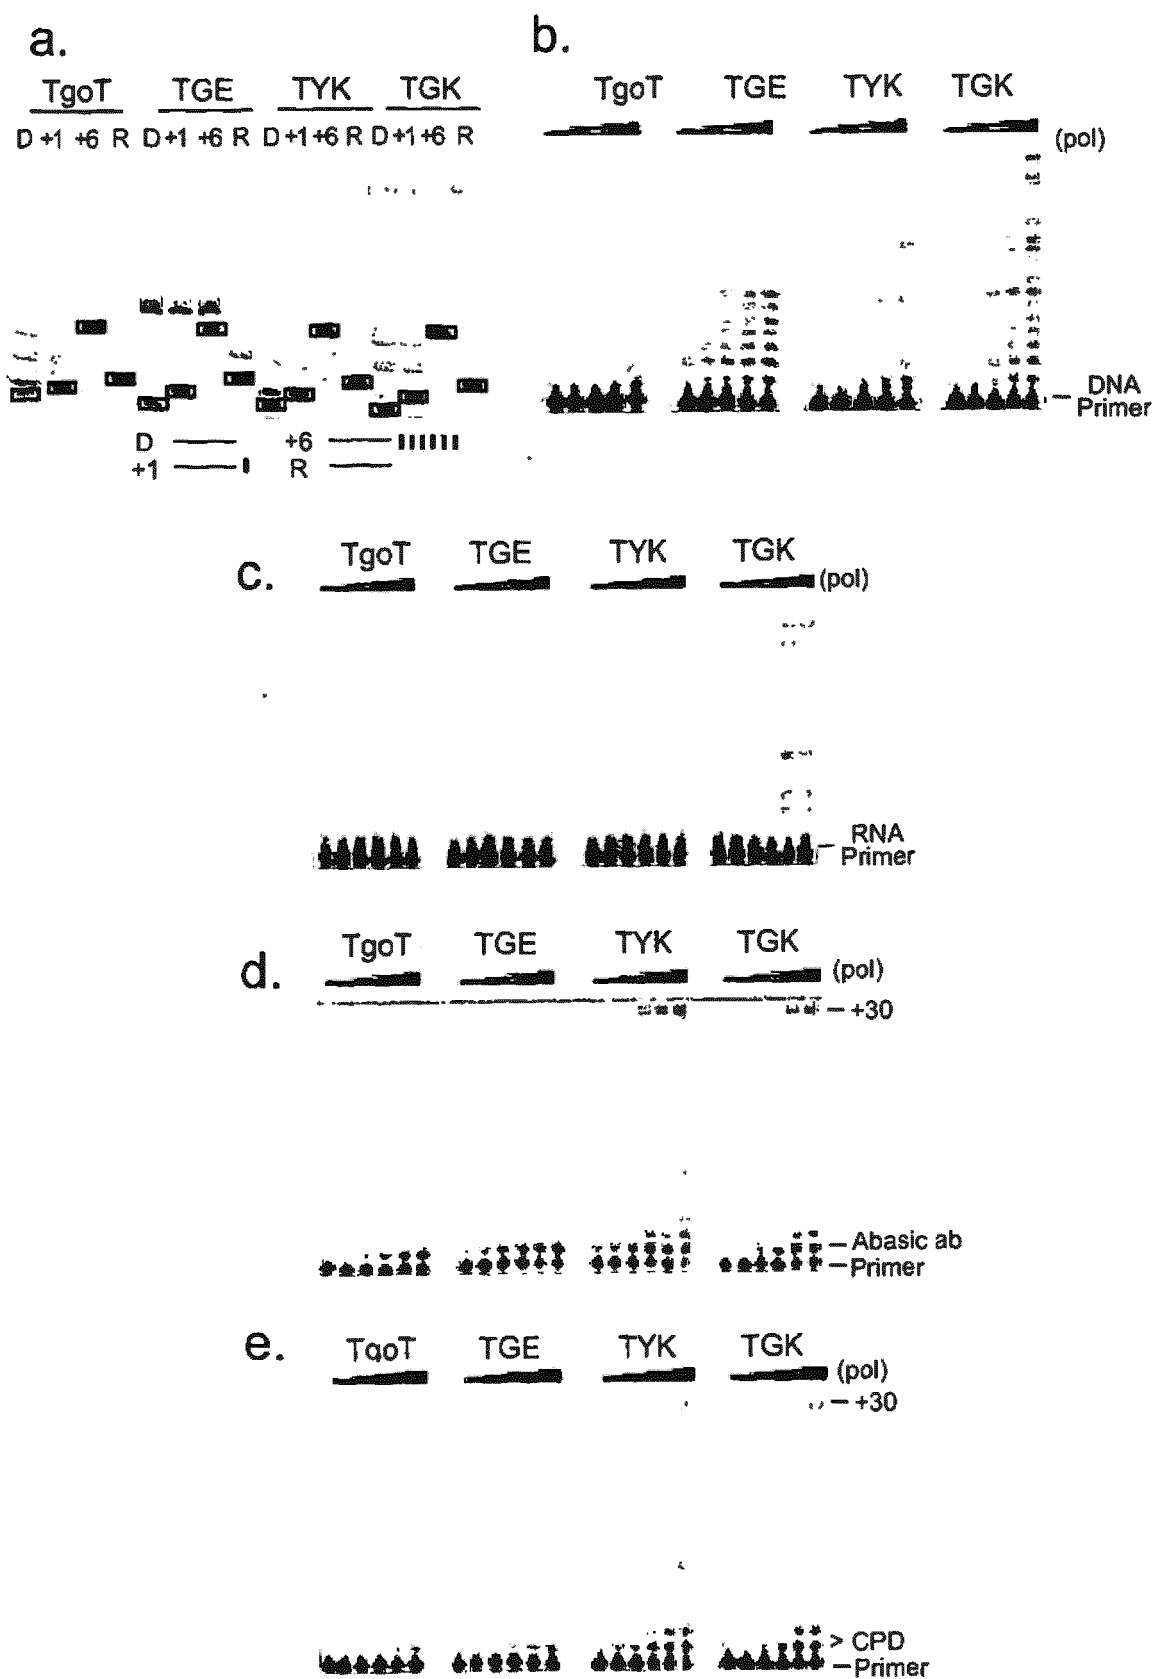 a.
TgoT TGE TYK TGK
D +1 +6 R D +1 +6 R D +1 +6 R D +1 +6 R
D +6
+1 R
b.
TgoT TGE TYK TGK
(pol)
DNA
Primer
c.
TgoT TGE TYK TGK
(pol)
RNA
Primer
d.
TgoT TGE TYK TGK
(pol)
+30
Abasic ab
Primer
e.
TgoT TGE TYK TGK
(pol)
+30
> CPD
Primer